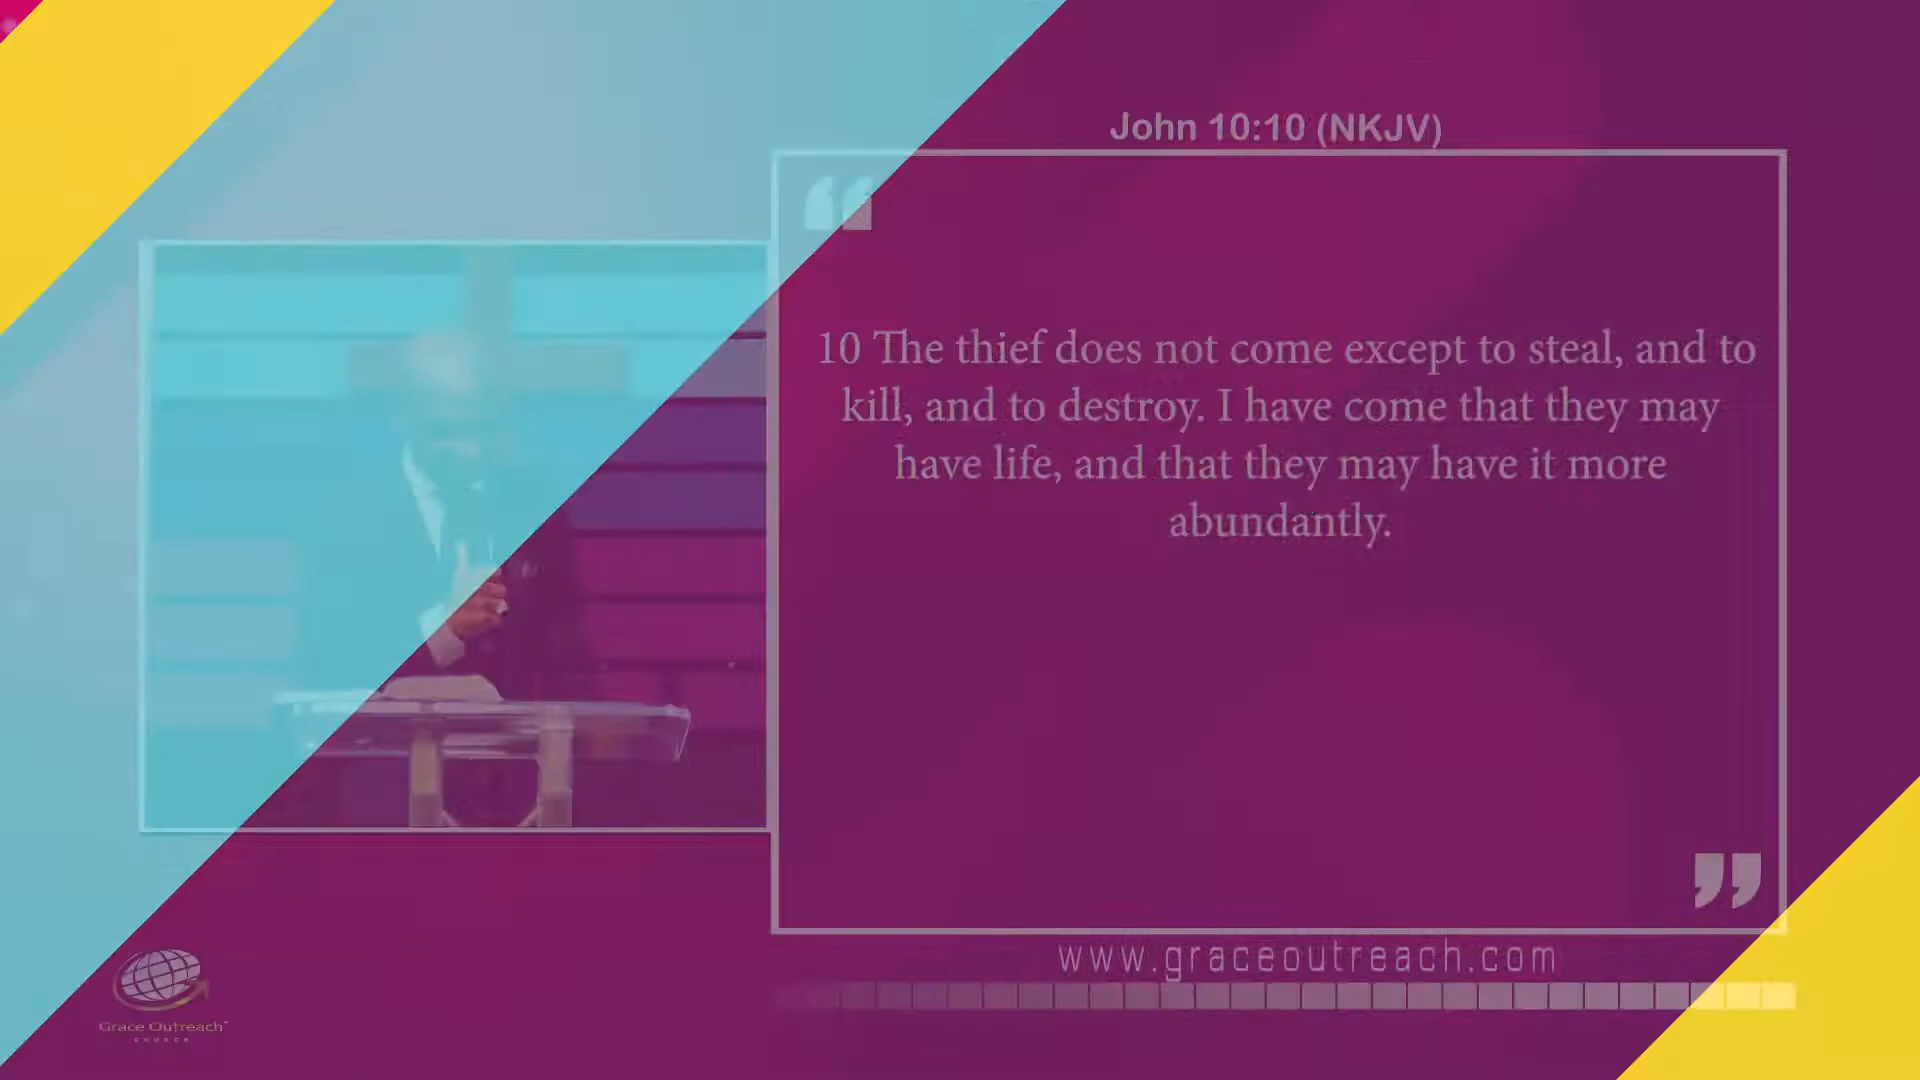 John 10:10 (NKJV)
“
10 The thief does not come except to steal, and to
kill, and to destroy. I have come that they may
have life, and that they may have it more
abundantly.
”
www.graceoutreach.com
Grace Outreach™
CHURCH